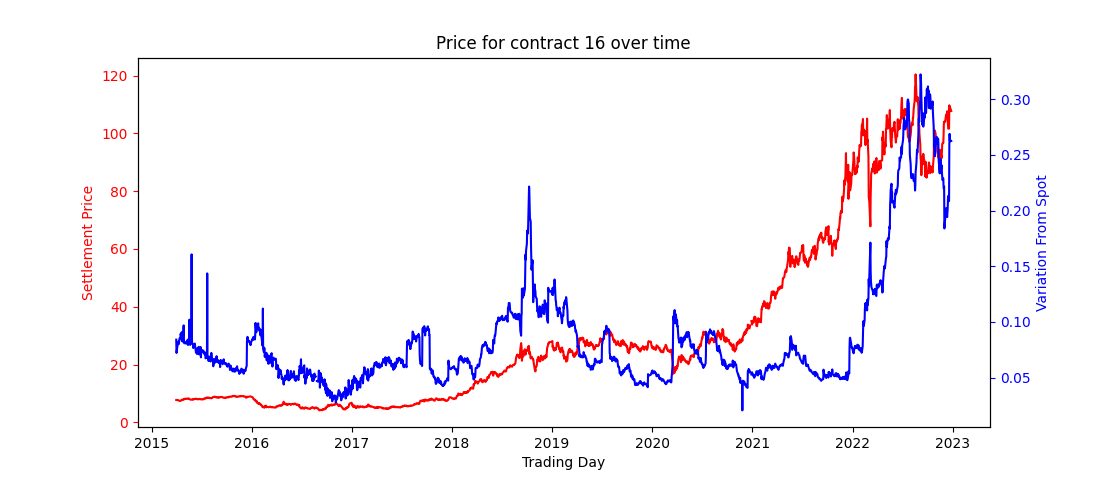 Price for contract 16 over time
Settlement Price
120
100
80
60
40
20
0
0.30
0.25
0.20
0.15
0.10
0.05
Variation From Spot
2015 2016 2017 2018 2019 2020 2021 2022 2023
Trading Day